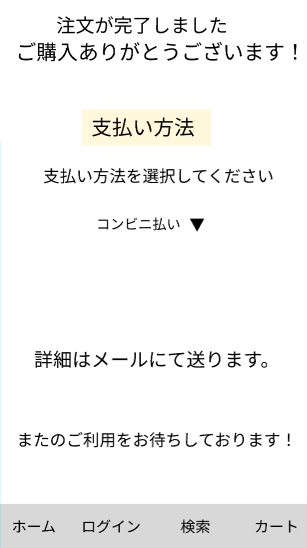 注文が完了しました
ご購入ありがとうございます！
支払い方法
支払い方法を選択してください
コンビニ払い ▼
詳細はメールにて送ります。
またのご利用をお待ちしております！
ホーム ログイン 検索 カート